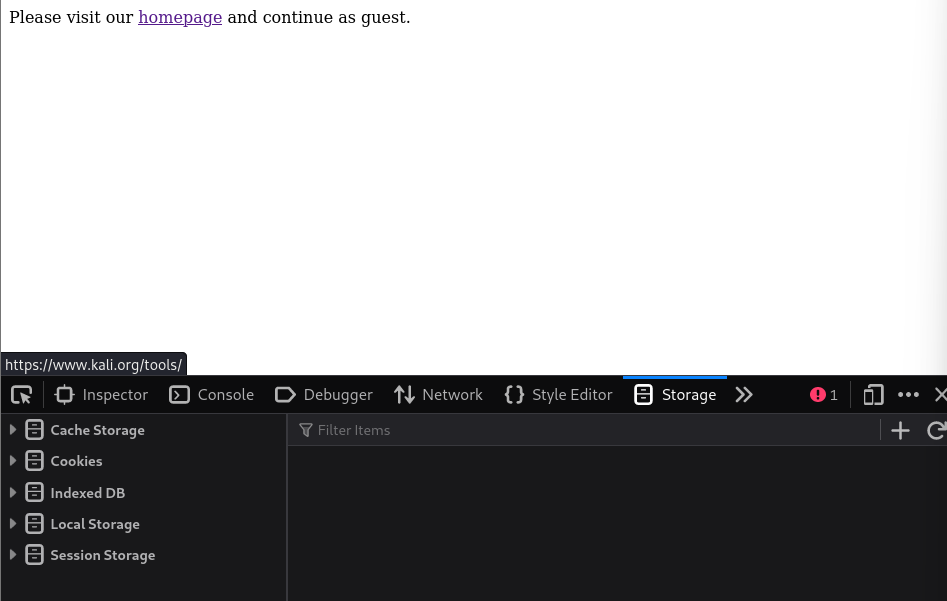 Please visit our homepage and continue as guest.
https://www.kali.org/tools/
Inspector Console Debugger Network Style Editor Storage 1
Cache Storage
Filter Items
Cookies
Indexed DB
Local Storage
Session Storage